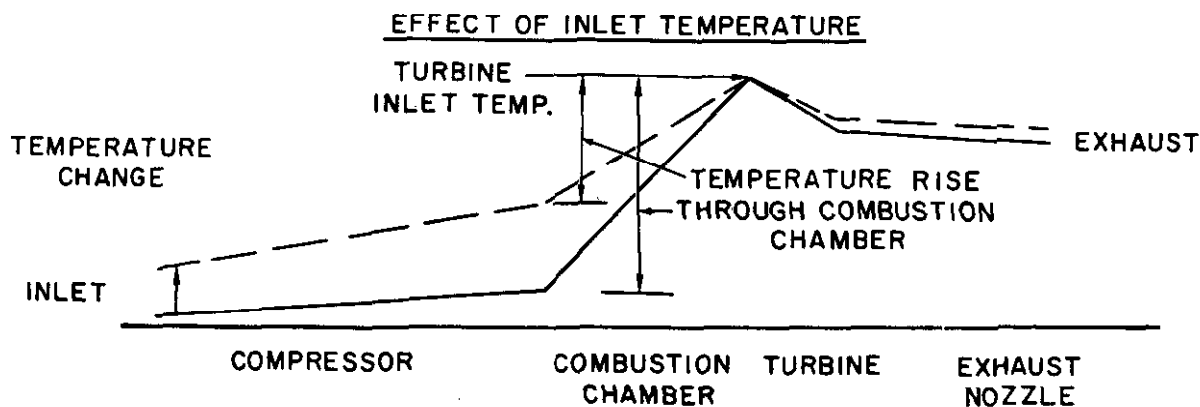 EFFECT OF INLET TEMPERATURE
TURBINE
INLET TEMP.
TEMPERATURE
CHANGE
EXHAUST
TEMPERATURE RISE
THROUGH COMBUSTION
CHAMBER
INLET
COMPRESSOR
COMBUSTION
CHAMBER
TURBINE
EXHAUST
NOZZLE